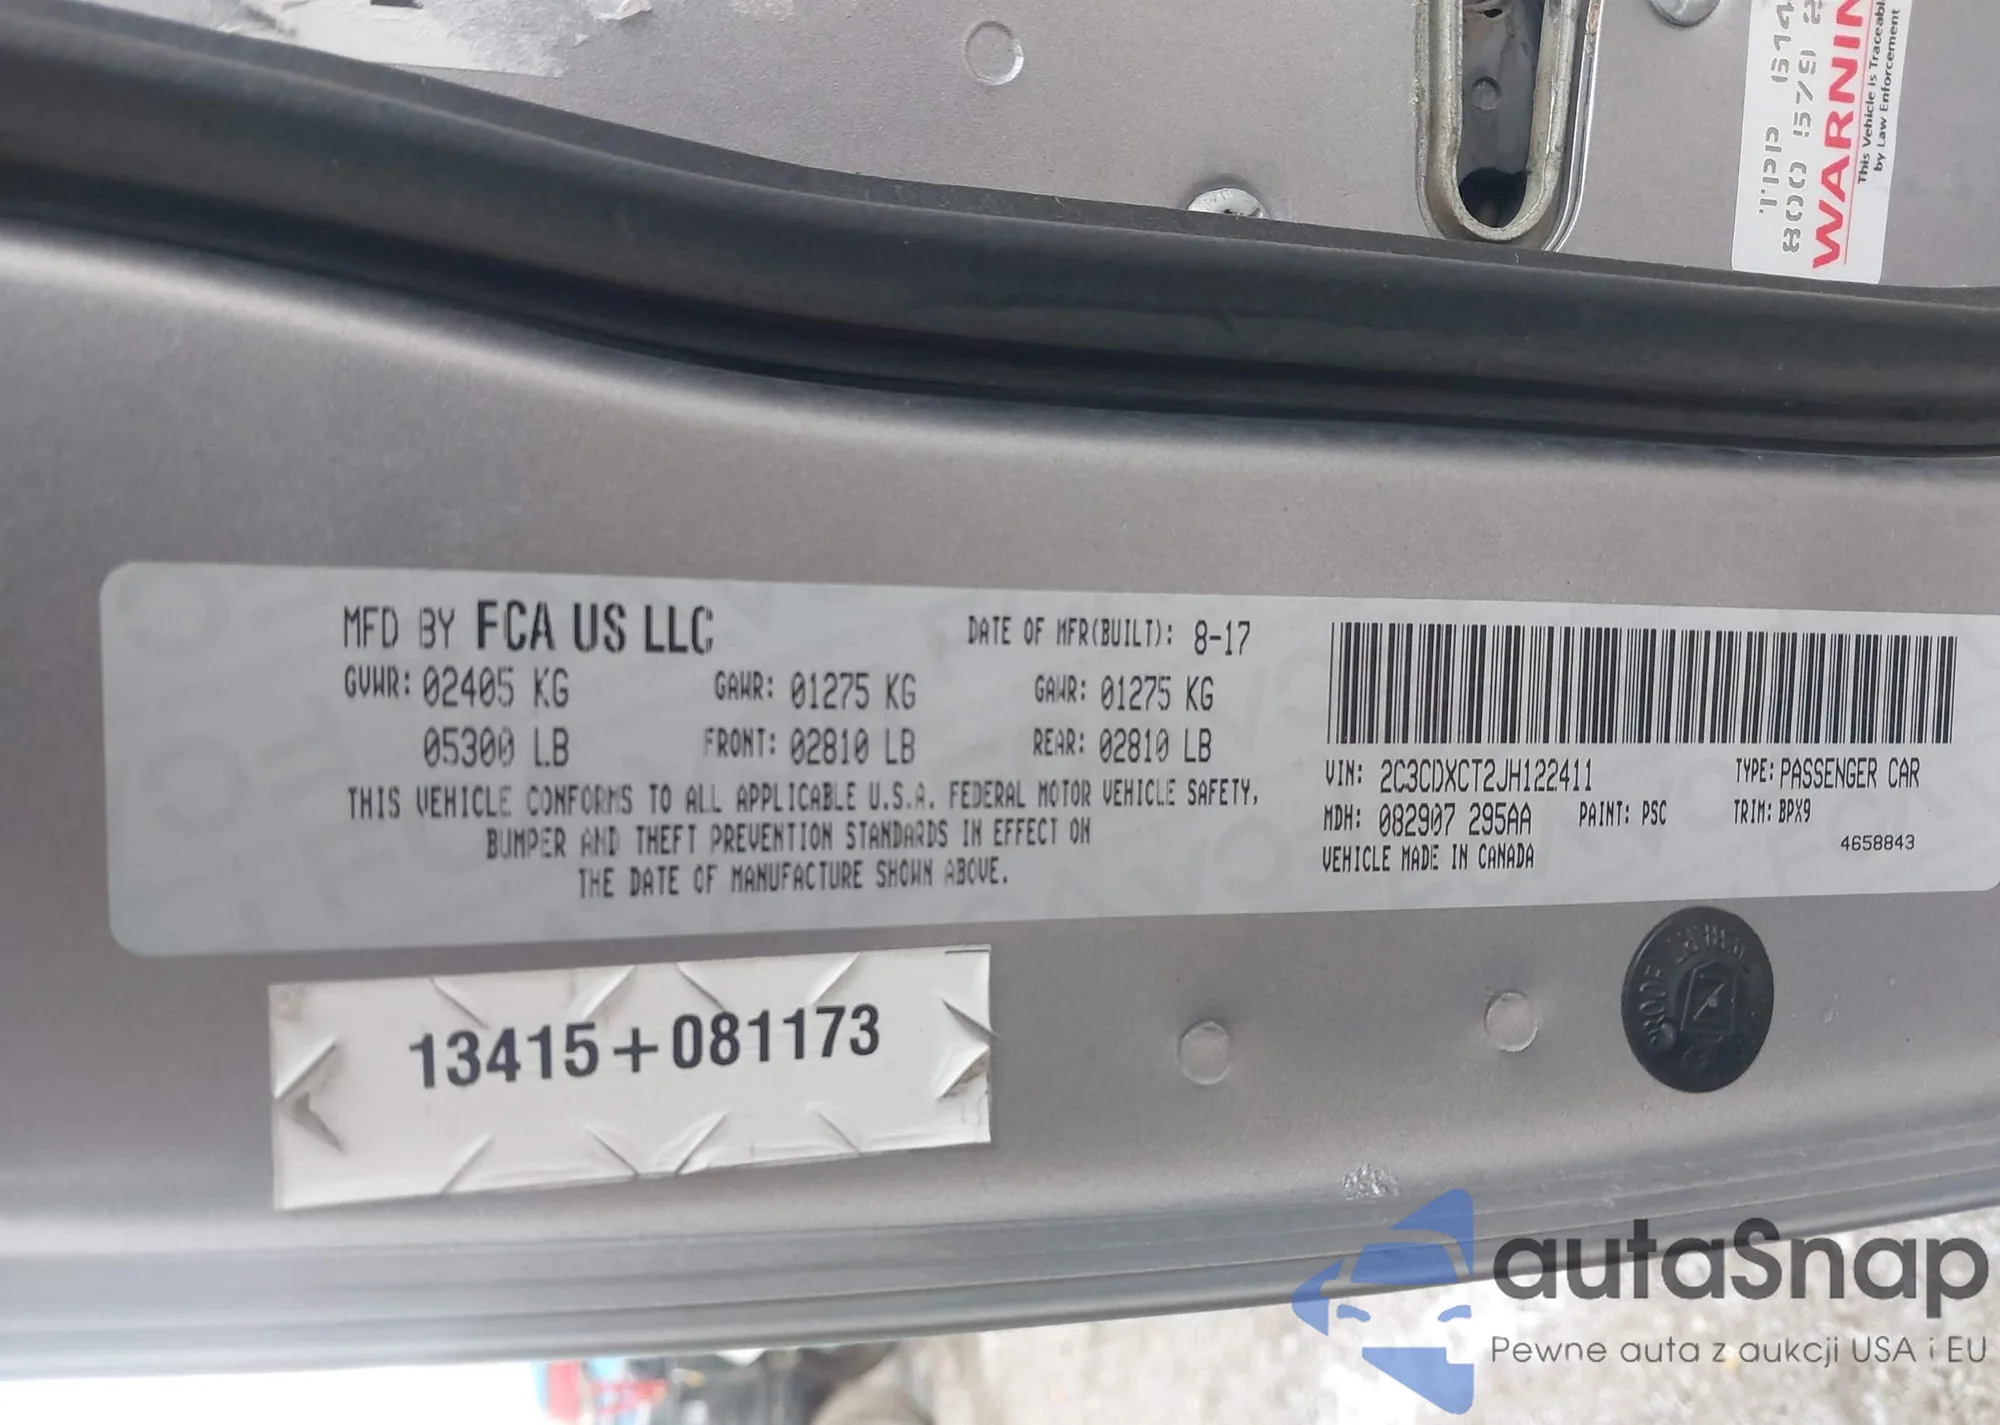 WARNIN
This Vehicle is Traceabl
by Law Enforcement
MFD BY FCA US LLC
DATE OF MFR(BUILT): 8-17
GVWR: 02405 KG GAWR: 01275 KG GAWR: 01275 KG
05300 LB FRONT: 02810 LB REAR: 02810 LB
THIS VEHICLE CONFORMS TO ALL APPLICABLE U.S.A. FEDERAL MOTOR VEHICLE SAFETY,
BUMPER AND THEFT PREVENTION STANDARDS IN EFFECT ON
THE DATE OF MANUFACTURE SHOWN ABOVE.
VIN: 2C3CDXCT2JH122411 TYPE: PASSENGER CAR
MDH: 082907 295AA PAINT: PSC TRIM: BPX9
VEHICLE MADE IN CANADA 4658843
13415+081173
autaSnap
Pewne auta z aukcji USA i EU